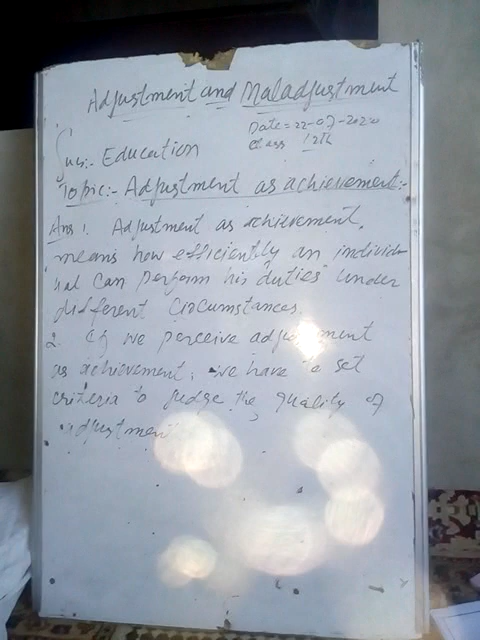 Adjustment and Maladjustment
Date = 22-07-2020
Class 12th
Sub:- Education
Topic:- Adjustment as achievement:-
Ans 1. Adjustment as achievement,
means how efficiently an individ-
ual can perform his duties under
different circumstances.
2. If we perceive adjustment
as achievement, we have to set
criteria to judge the quality of
adjustment